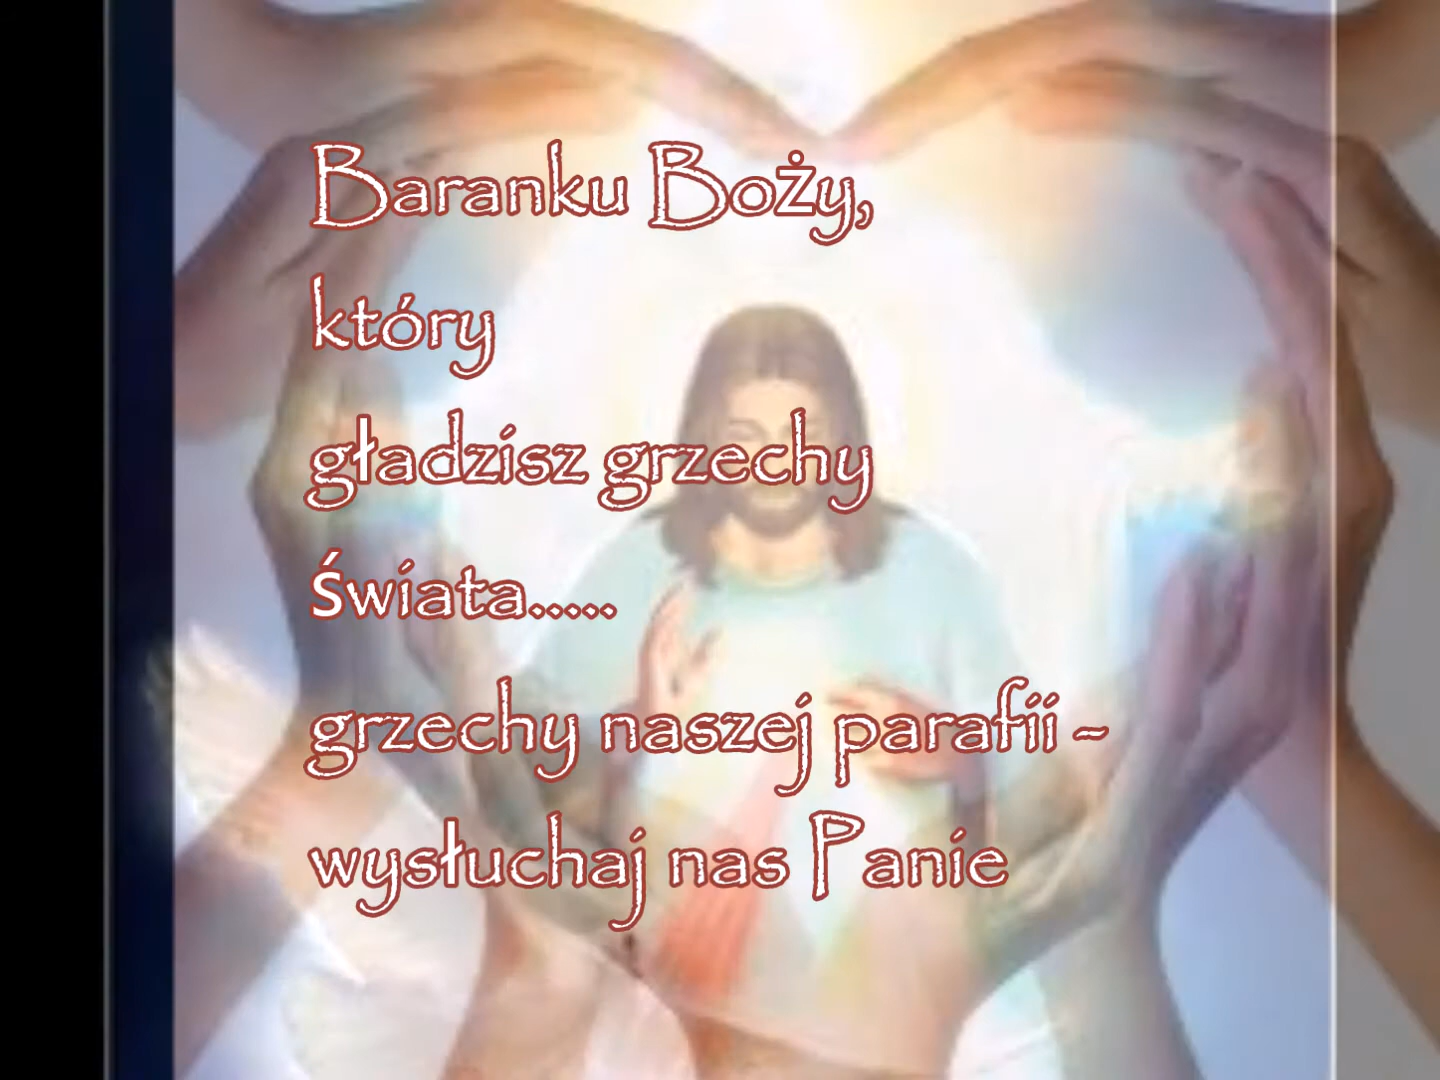 Baranku Boży,
który
gładzisz grzechy
świata.....
grzechy naszej parafii -
wysłuchaj nas Panie